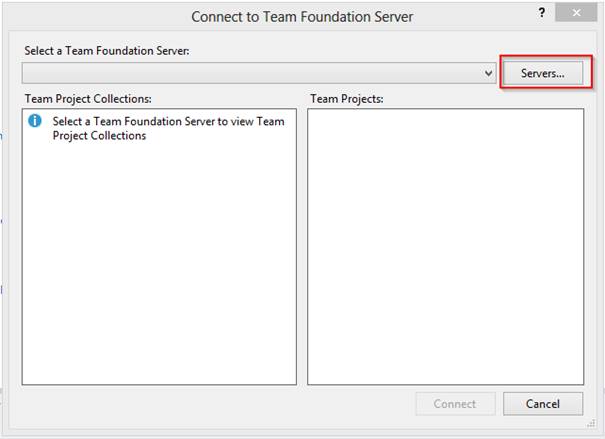 Connect to Team Foundation Server
?
Select a Team Foundation Server:
Servers...
Team Project Collections:
Team Projects:
Select a Team Foundation Server to view Team
Project Collections
Connect
Cancel